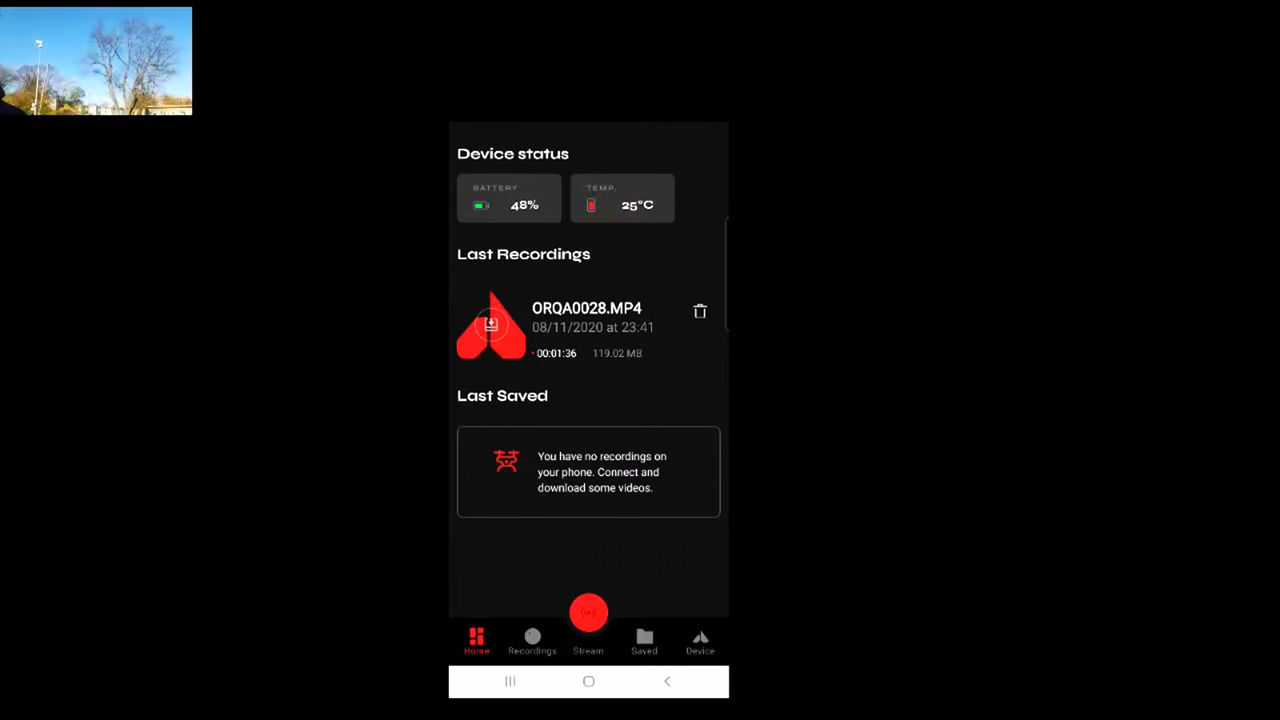 Device status
BATTERY
48%
TEMP.
25°C
Last Recordings
ORQA0028.MP4
08/11/2020 at 23:41
00:01:36 119.02 MB
Last Saved
You have no recordings on
your phone. Connect and
download some videos.
Home Recordings Stream Saved Device